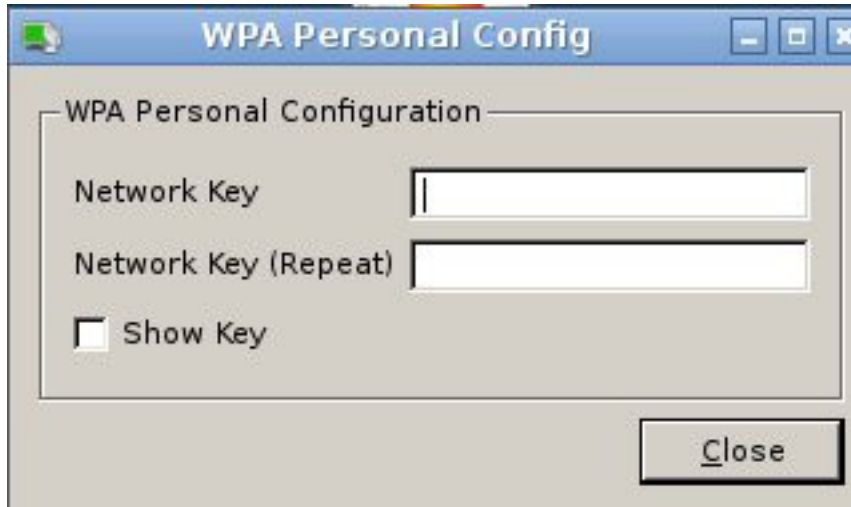 WPA Personal Config
WPA Personal Configuration
Network Key
Network Key (Repeat)
Show Key
Close